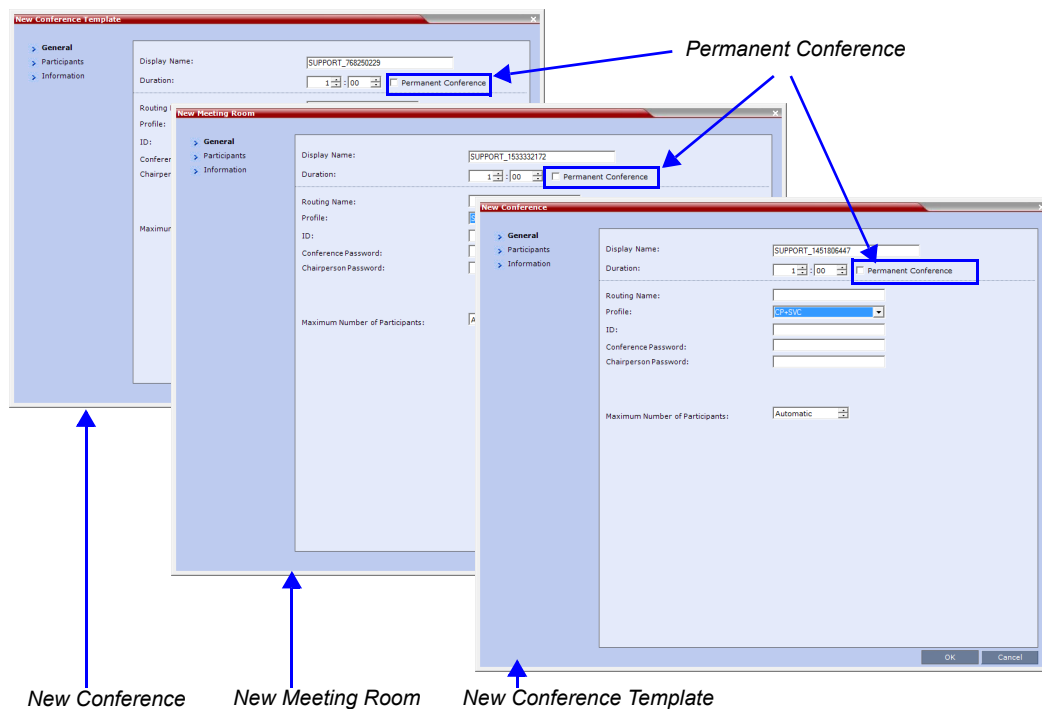 New Conference Template
General
Participants
Information
Display Name: SUPPORT_768250229
Duration: 1 : 00 Permanent Conference
Routing
Profile:
ID:
Confere
Chairper
Maximur
Permanent Conference
New Meeting Room
General
Participants
Information
Display Name: SUPPORT_1533332172
Duration: 1 : 00 Permanent Conference
Routing Name:
Profile:
ID:
Conference Password:
Chairperson Password:
Maximum Number of Participants: A
New Conference
General
Participants
Information
Display Name: SUPPORT_1451806447
Duration: 1 : 00 Permanent Conference
Routing Name:
Profile: CP+SVC
ID:
Conference Password:
Chairperson Password:
Maximum Number of Participants: Automatic
OK Cancel
New Conference New Meeting Room New Conference Template